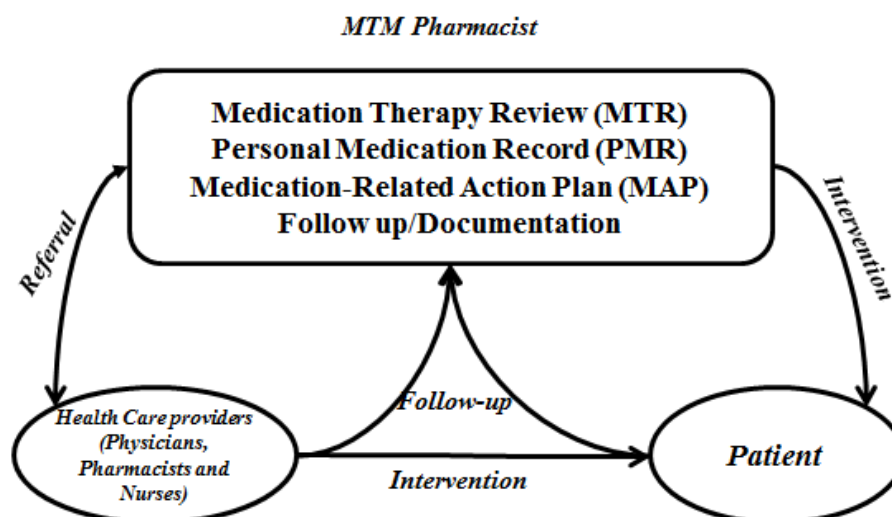 MTM Pharmacist
Medication Therapy Review (MTR)
Personal Medication Record (PMR)
Medication-Related Action Plan (MAP)
Follow up/Documentation
Referral
Intervention
Health Care providers
(Physicians,
Pharmacists and
Nurses)
Follow-up
Intervention
Patient